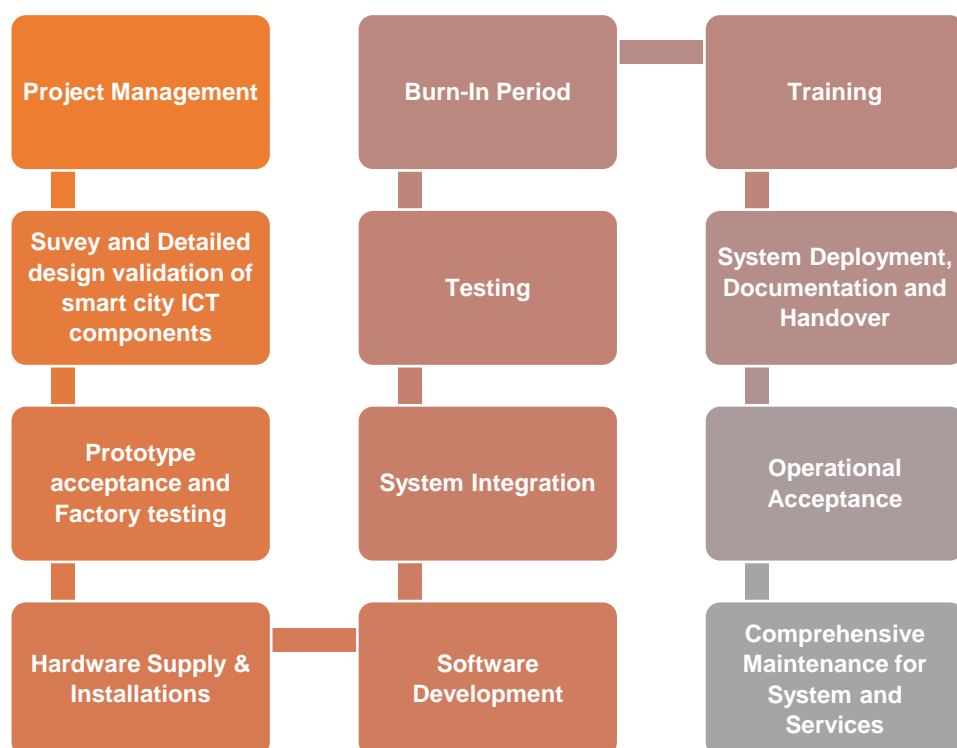 Project Management
Suvey and Detailed
design validation of
smart city ICT
components
Prototype
acceptance and
Factory testing
Hardware Supply &
Installations
Software
Development
System Integration
Testing
Burn-In Period
Training
System Deployment,
Documentation and
Handover
Operational
Acceptance
Comprehensive
Maintenance for
System and
Services